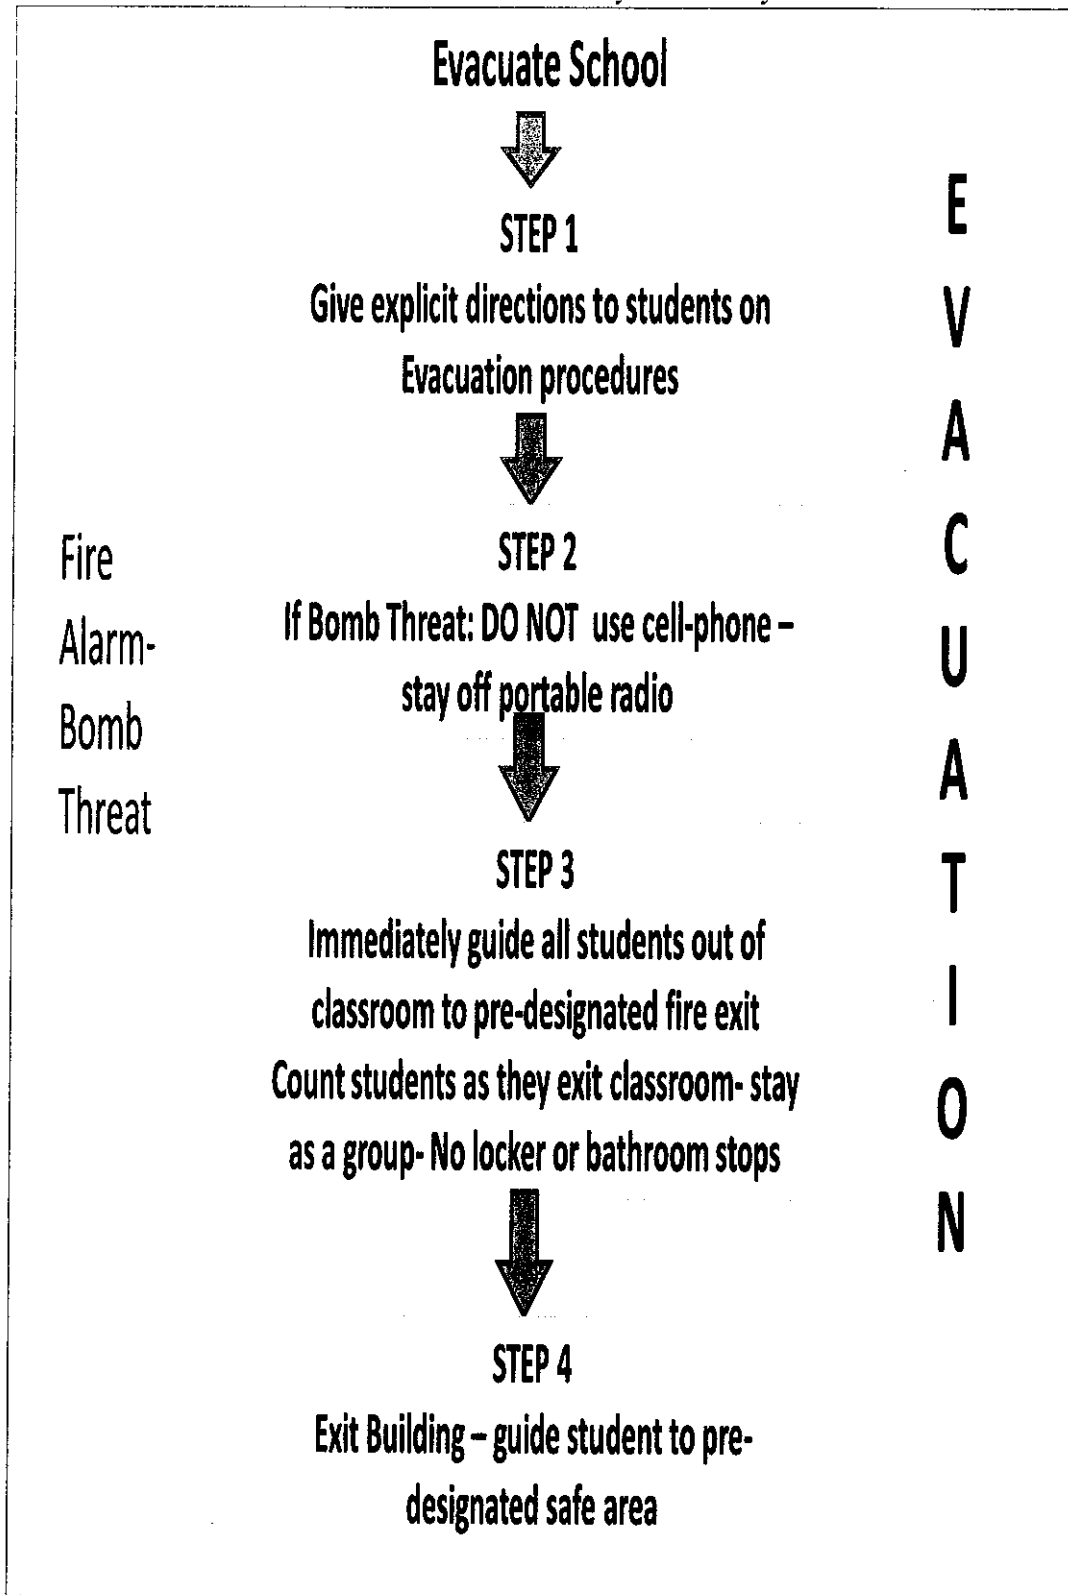 Evacuate School
STEP 1
Give explicit directions to students on
Evacuation procedures
STEP 2
If Bomb Threat: DO NOT use cell-phone –
stay off portable radio
STEP 3
Immediately guide all students out of
classroom to pre-designated fire exit
Count students as they exit classroom- stay
as a group- No locker or bathroom stops
STEP 4
Exit Building – guide student to pre-
designated safe area
Fire
Alarm-
Bomb
Threat
E
V
A
C
U
A
T
I
O
N